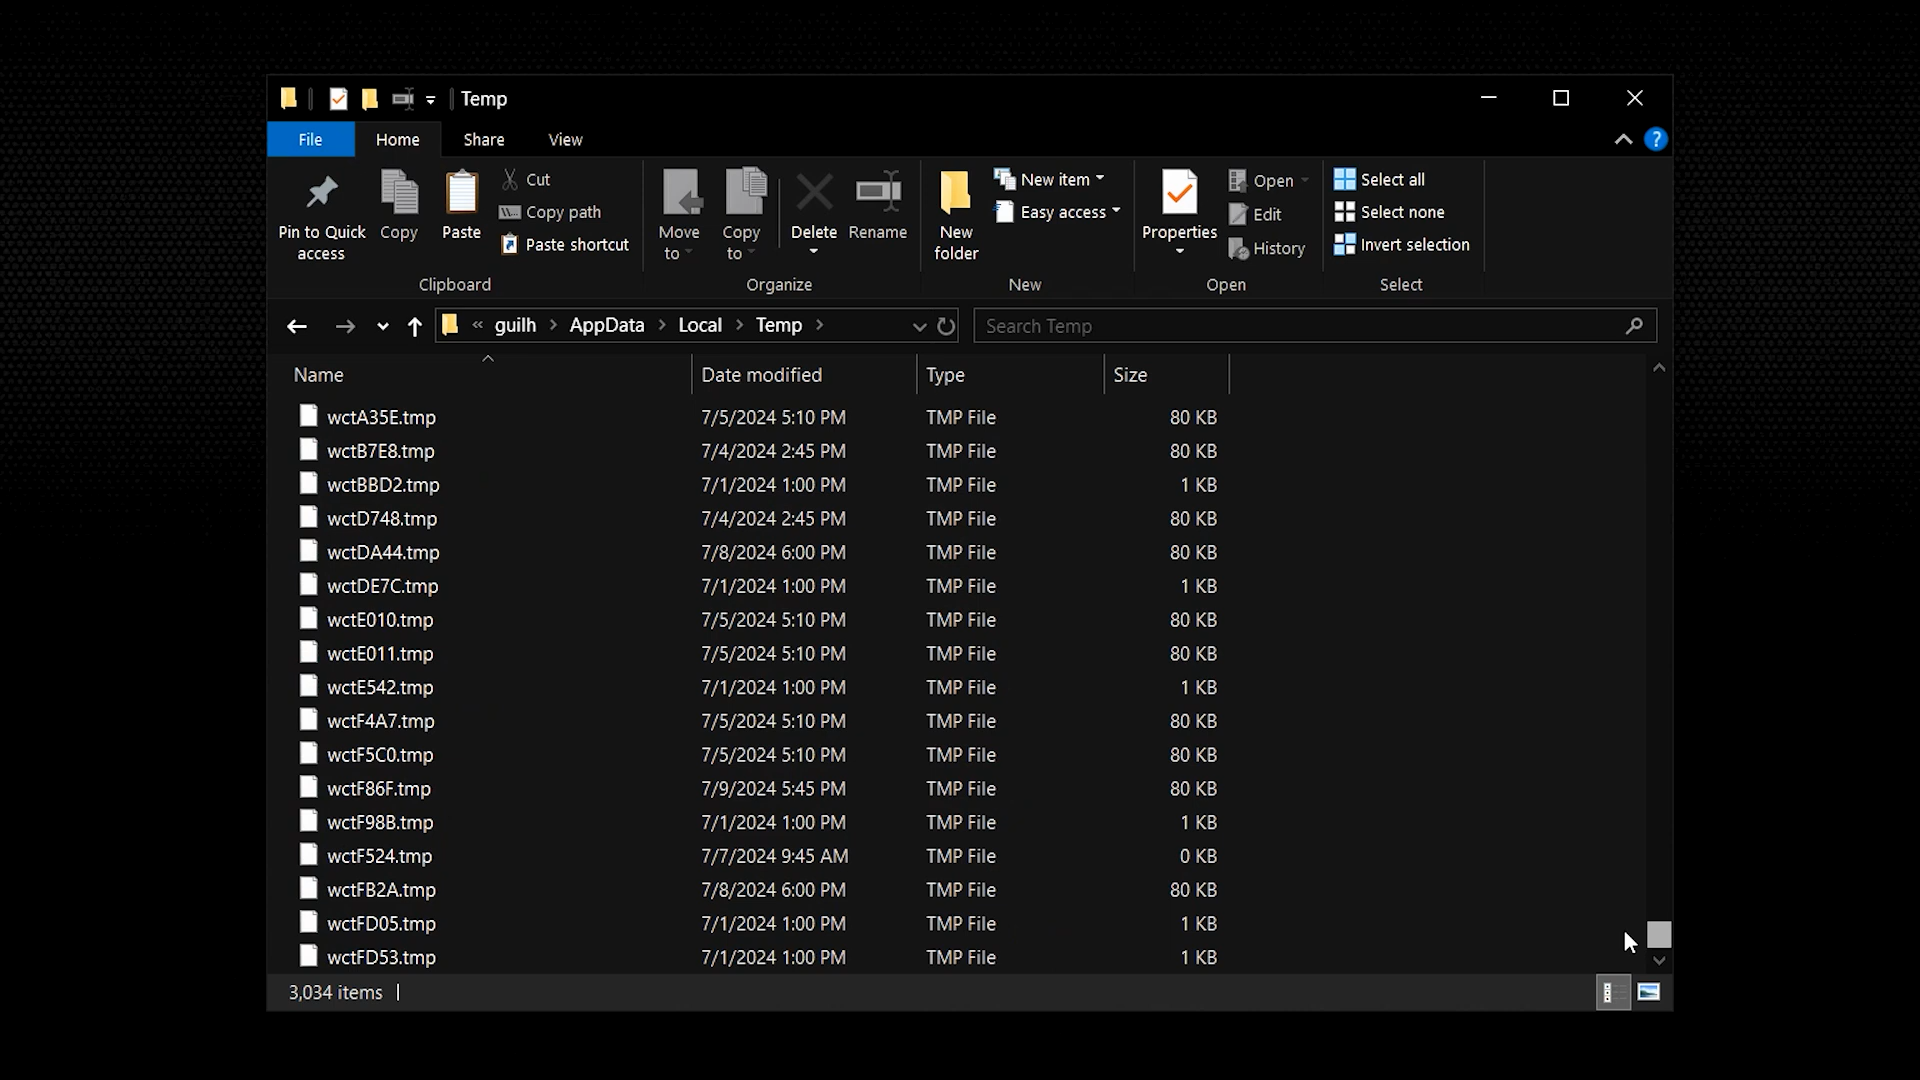 Temp
File Home Share View ?
Pin to Quick access
Copy
Paste
Cut
Copy path
Paste shortcut
Clipboard
Move to
Copy to
Delete
Rename
Organize
New folder
New item
Easy access
New
Properties
Open
Edit
History
Open
Select all
Select none
Invert selection
Select
« guilh > AppData > Local > Temp >
Search Temp
Name Date modified Type Size
wctA35E.tmp 7/5/2024 5:10 PM TMP File 80 KB
wctB7E8.tmp 7/4/2024 2:45 PM TMP File 80 KB
wctBBD2.tmp 7/1/2024 1:00 PM TMP File 1 KB
wctD748.tmp 7/4/2024 2:45 PM TMP File 80 KB
wctDA44.tmp 7/8/2024 6:00 PM TMP File 80 KB
wctDE7C.tmp 7/1/2024 1:00 PM TMP File 1 KB
wctE010.tmp 7/5/2024 5:10 PM TMP File 80 KB
wctE011.tmp 7/5/2024 5:10 PM TMP File 80 KB
wctE542.tmp 7/1/2024 1:00 PM TMP File 1 KB
wctF4A7.tmp 7/5/2024 5:10 PM TMP File 80 KB
wctF5C0.tmp 7/5/2024 5:10 PM TMP File 80 KB
wctF86F.tmp 7/9/2024 5:45 PM TMP File 80 KB
wctF98B.tmp 7/1/2024 1:00 PM TMP File 1 KB
wctF524.tmp 7/7/2024 9:45 AM TMP File 0 KB
wctFB2A.tmp 7/8/2024 6:00 PM TMP File 80 KB
wctFD05.tmp 7/1/2024 1:00 PM TMP File 1 KB
wctFD53.tmp 7/1/2024 1:00 PM TMP File 1 KB
3,034 items